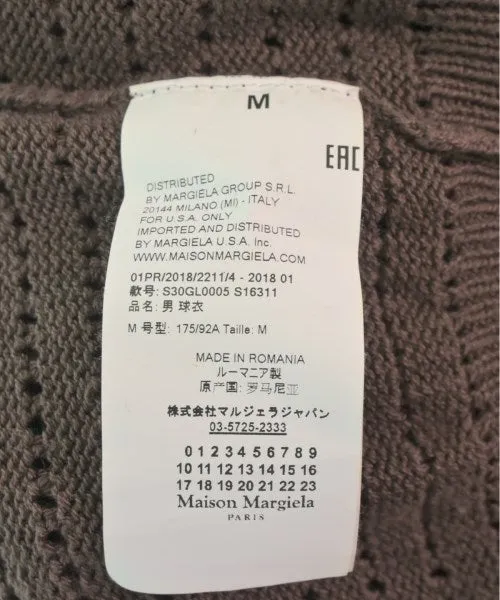 M
EAC
DISTRIBUTED
BY MARGIELA GROUP S.R.L.
20144 MILANO (MI) - ITALY
FOR U.S.A. ONLY
IMPORTED AND DISTRIBUTED
BY MARGIELA U.S.A. Inc.
WWW.MAISONMARGIELA.COM
01PR/2018/2211/4 - 2018 01
款号: S30GL0005 S16311
品名: 男 球衣
M 号型: 175/92A Taille: M
MADE IN ROMANIA
ルーマニア製
原产国: 罗马尼亚
株式会社マルジェラジャパン
03-5725-2333
0 1 2 3 4 5 6 7 8 9
10 11 12 13 14 15 16
17 18 19 20 21 22 23
Maison Margiela
PARIS